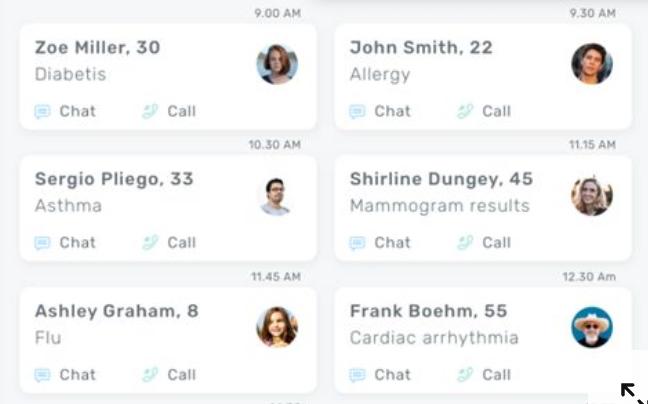 9.00 AM
9.30 AM
Zoe Miller, 30
Diabetis
Chat
Call
John Smith, 22
Allergy
Chat
Call
10.30 AM
11.15 AM
Sergio Pliego, 33
Asthma
Chat
Call
Shirline Dungey, 45
Mammogram results
Chat
Call
11.45 AM
12.30 Am
Ashley Graham, 8
Flu
Chat
Call
Frank Boehm, 55
Cardiac arrhythmia
Chat
Call